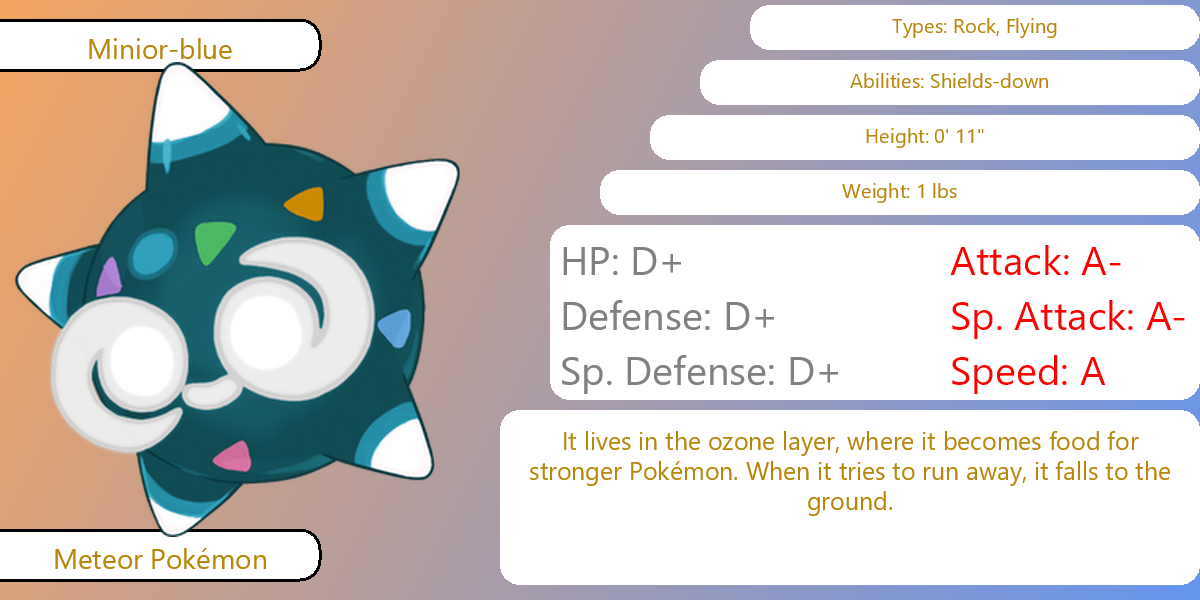 Minior-blue
Meteor Pokémon
Types: Rock, Flying
Abilities: Shields-down
Height: 0' 11"
Weight: 1 lbs
HP: D+
Attack: A-
Defense: D+
Sp. Attack: A-
Sp. Defense: D+
Speed: A
It lives in the ozone layer, where it becomes food for
stronger Pokémon. When it tries to run away, it falls to the
ground.